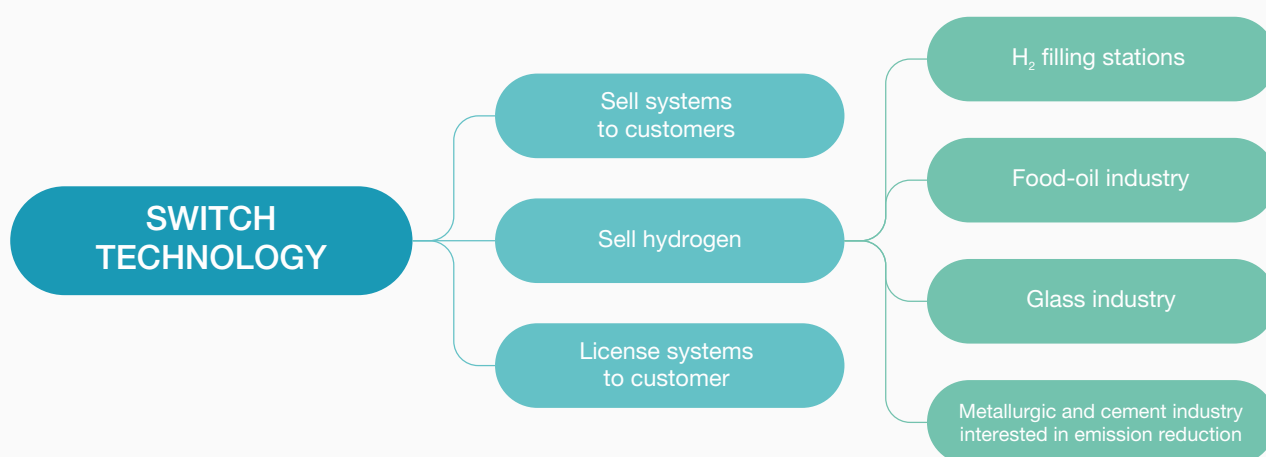 SWITCH
TECHNOLOGY
Sell systems
to customers
Sell hydrogen
License systems
to customer
H₂ filling stations
Food-oil industry
Glass industry
Metallurgic and cement industry
interested in emission reduction